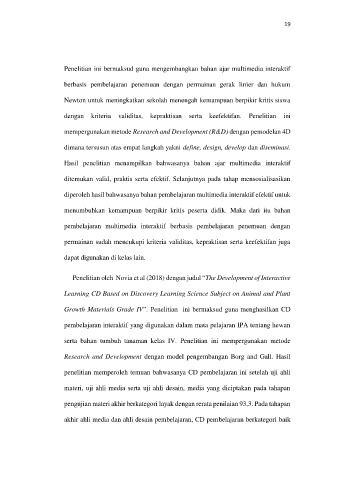 19
Penelitian ini bermaksud guna mengembangkan bahan ajar multimedia interaktif
berbasis pembelajaran penemuan dengan permainan gerak linier dan hukum
Newton untuk meningkatkan sekolah menengah kemampuan berpikir kritis siswa
dengan kriteria validitas, kepraktisan serta keefektifan. Penelitian ini
mempergunakan metode Research and Development (R&D) dengan pemodelan 4D
dimana tersusun atas empat langkah yakni define, design, develop dan diseminasi.
Hasil penelitian menampilkan bahwasanya bahan ajar multimedia interaktif
ditemukan valid, praktis serta efektif. Selanjutnya pada tahap mensosialisasikan
diperoleh hasil bahwasanya bahan pembelajaran multimedia interaktif efektif untuk
menumbuhkan kemampuan berpikir kritis peserta didik. Maka dari itu bahan
pembelajaran multimedia interaktif berbasis pembelajaran penemuan dengan
permainan sudah mencukupi kriteria validitas, kepraktisan serta keefektifan juga
dapat digunakan di kelas lain.
Penelitian oleh Novia et al (2018) dengan judul “The Development of Interactive
Learning CD Based on Discovery Learning Science Subject on Animal and Plant
Growth Materials Grade IV”. Penelitian ini bermaksud guna menghasilkan CD
pembelajaran interaktif yang digunakan dalam mata pelajaran IPA tentang hewan
serta bahan tumbuh tanaman kelas IV. Penelitian ini mempergunakan metode
Research and Development dengan model pengembangan Borg and Gall. Hasil
penelitian memperoleh temuan bahwasanya CD pembelajaran ini setelah uji ahli
materi, uji ahli media serta uji ahli desain, media yang diciptakan pada tahapan
pengujian materi akhir berkategori layak dengan rerata penilaian 93,3. Pada tahapan
akhir ahli media dan ahli desain pembelajaran, CD pembelajaran berkategori baik